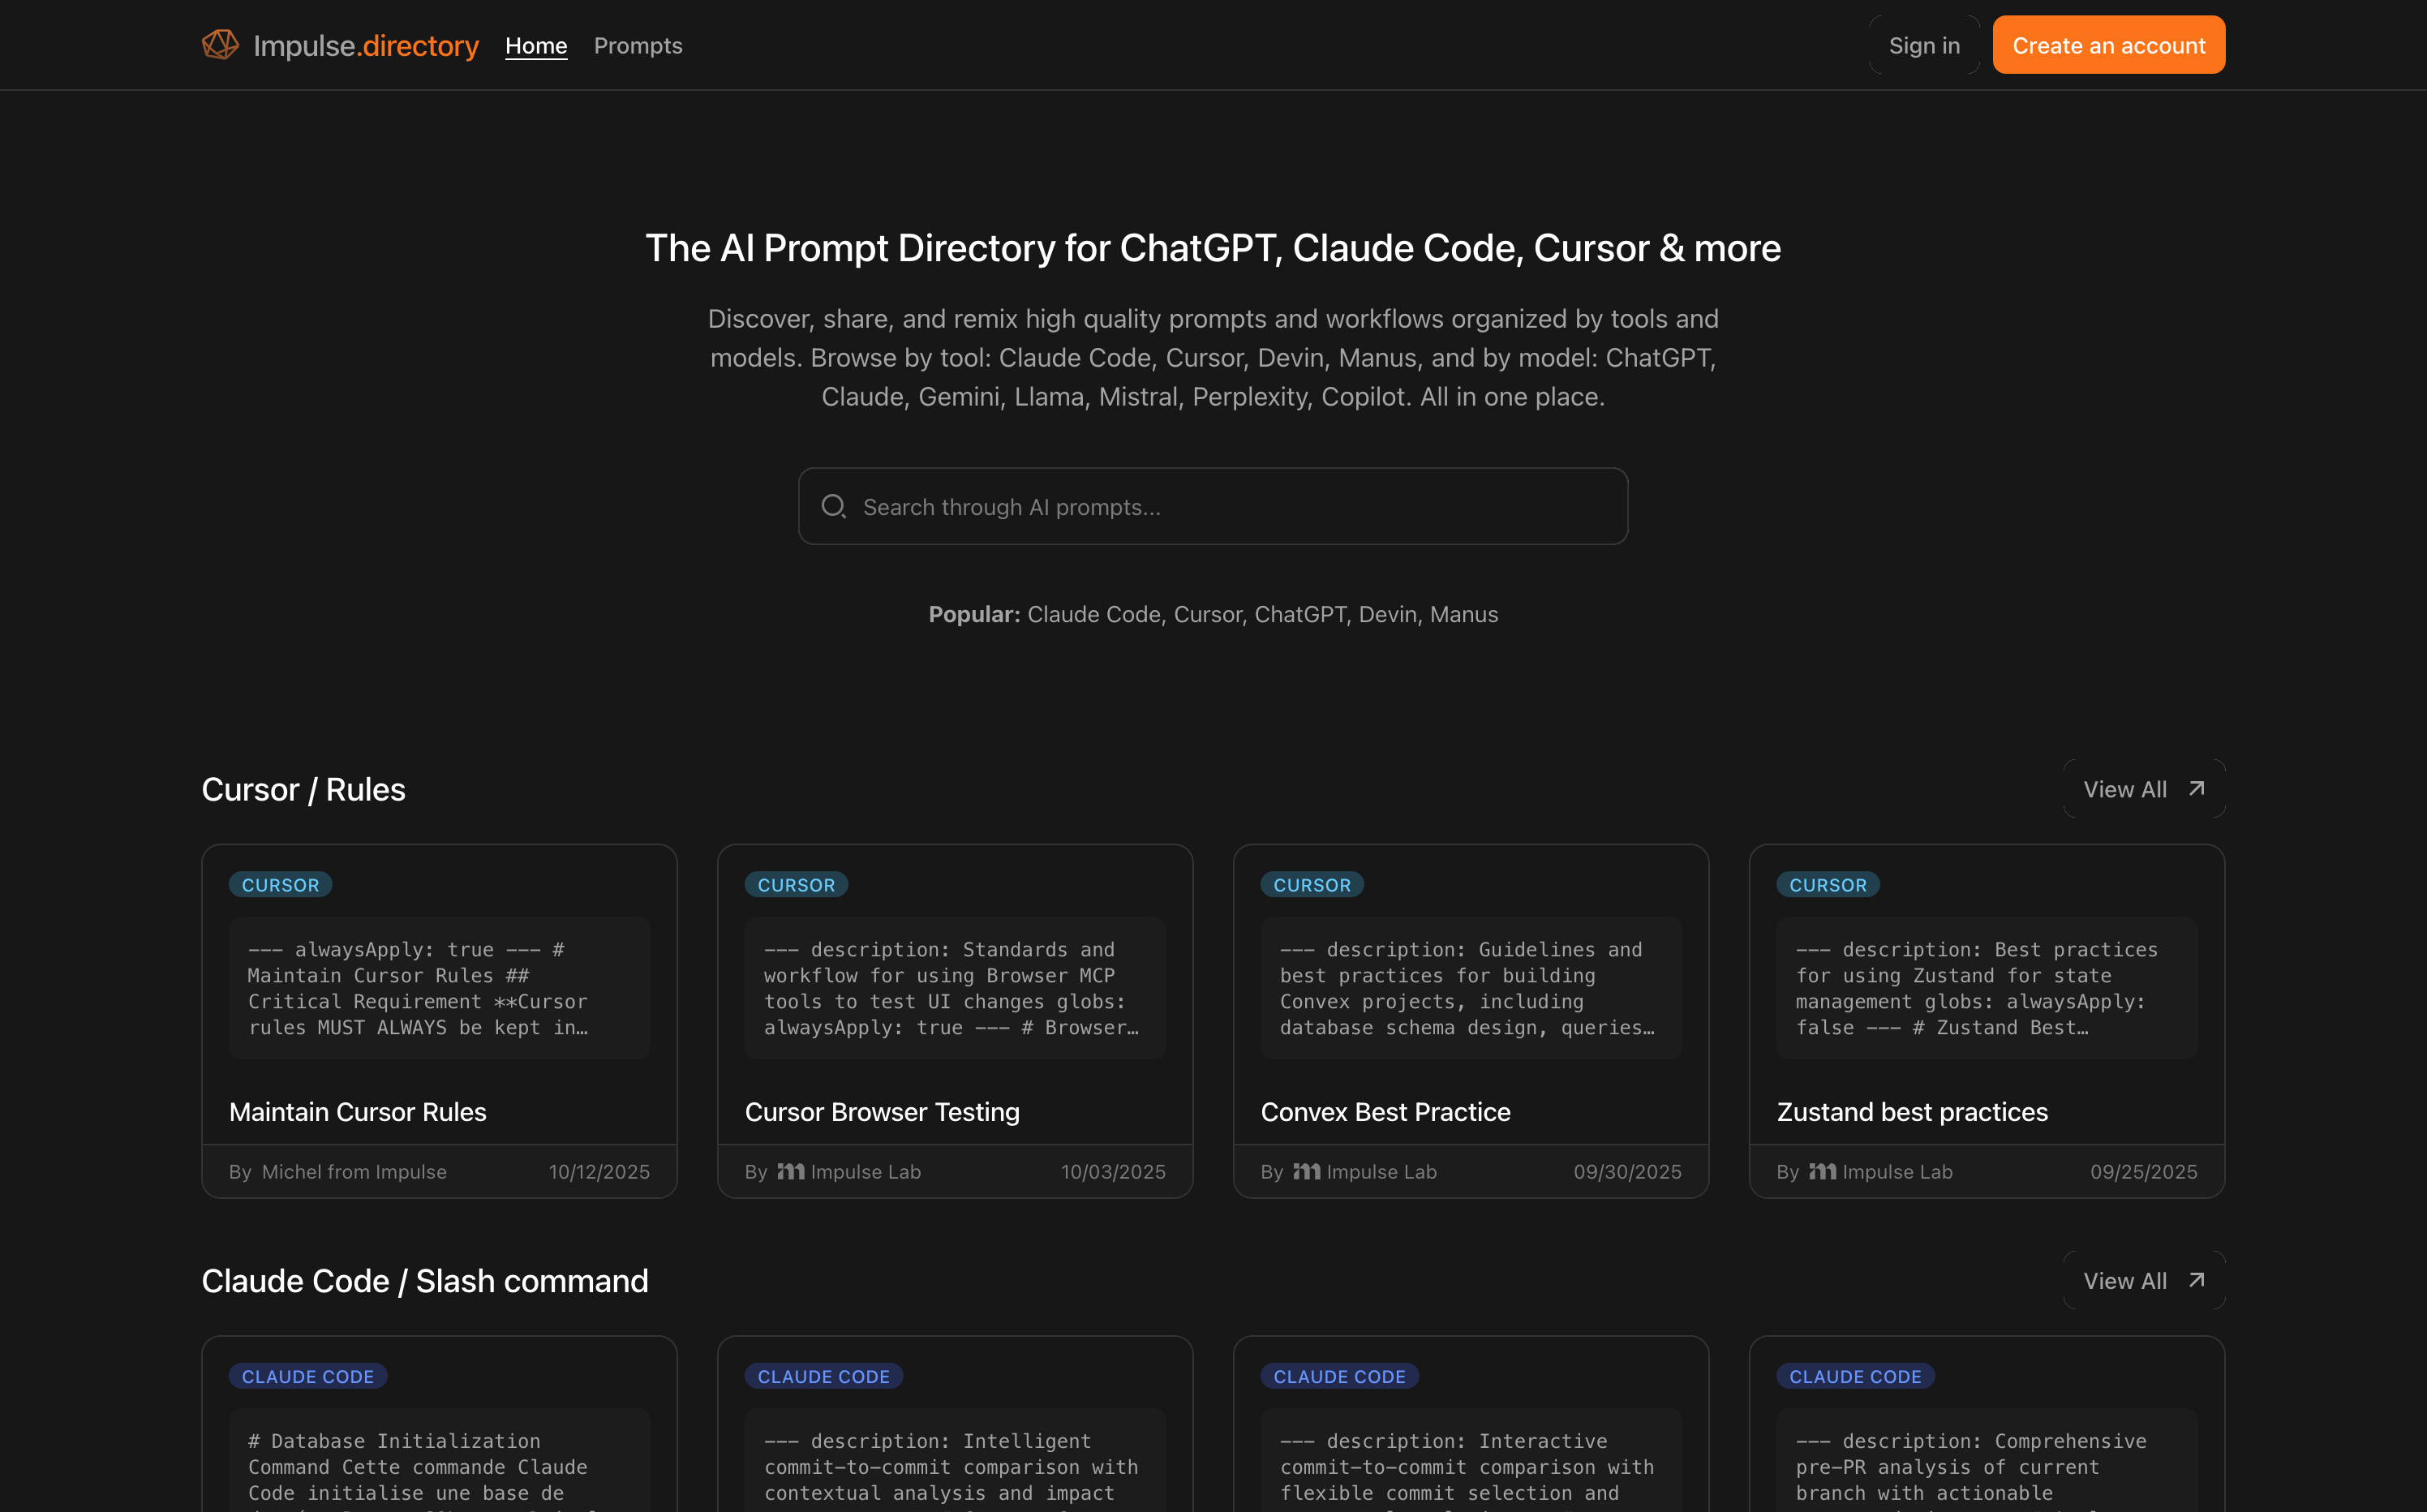 Impulse.directory
Home
Prompts
Sign in
Create an account
The AI Prompt Directory for ChatGPT, Claude Code, Cursor & more
Discover, share, and remix high quality prompts and workflows organized by tools and
models. Browse by tool: Claude Code, Cursor, Devin, Manus, and by model: ChatGPT,
Claude, Gemini, Llama, Mistral, Perplexity, Copilot. All in one place.
Search through AI prompts...
Popular: Claude Code, Cursor, ChatGPT, Devin, Manus
Cursor / Rules
View All
CURSOR
--- alwaysApply: true --- #
Maintain Cursor Rules ##
Critical Requirement **Cursor
rules MUST ALWAYS be kept in…
Maintain Cursor Rules
By Michel from Impulse
10/12/2025
CURSOR
--- description: Standards and
workflow for using Browser MCP
tools to test UI changes globs:
alwaysApply: true --- # Browser…
Cursor Browser Testing
By Impulse Lab
10/03/2025
CURSOR
--- description: Guidelines and
best practices for building
Convex projects, including
database schema design, queries…
Convex Best Practice
By Impulse Lab
09/30/2025
CURSOR
--- description: Best practices
for using Zustand for state
management globs: alwaysApply:
false --- # Zustand Best…
Zustand best practices
By Impulse Lab
09/25/2025
Claude Code / Slash command
View All
CLAUDE CODE
# Database Initialization
Command Cette commande Claude
Code initialise une base de
CLAUDE CODE
--- description: Intelligent
commit-to-commit comparison with
contextual analysis and impact
CLAUDE CODE
--- description: Interactive
commit-to-commit comparison with
flexible commit selection and
CLAUDE CODE
--- description: Comprehensive
pre-PR analysis of current
branch with actionable